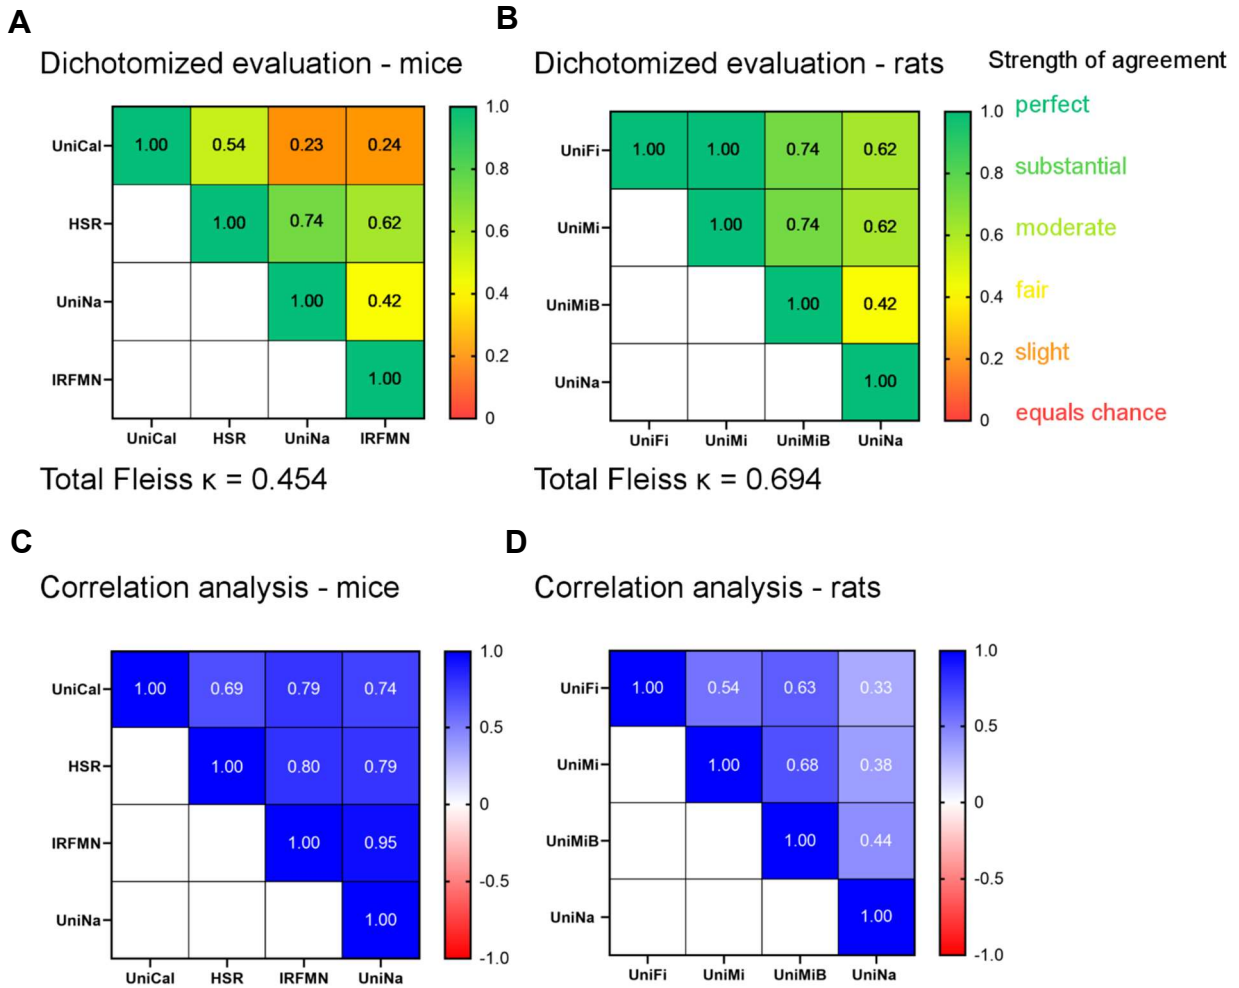 A
Dichotomized evaluation - mice
UniCal 1.00 0.54 0.23 0.24
HSR 1.00 0.74 0.62
UniNa 1.00 0.42
IRFMN 1.00
UniCal HSR UniNa IRFMN
1.0
0.8
0.6
0.4
0.2
0
Total Fleiss κ = 0.454
B
Dichotomized evaluation - rats
UniFi 1.00 1.00 0.74 0.62
UniMi 1.00 0.74 0.62
UniMiB 1.00 0.42
UniNa 1.00
UniFi UniMi UniMiB UniNa
1.0
0.8
0.6
0.4
0.2
0
Total Fleiss κ = 0.694
Strength of agreement
perfect
substantial
moderate
fair
slight
equals chance
C
Correlation analysis - mice
UniCal 1.00 0.69 0.79 0.74
HSR 1.00 0.80 0.79
IRFMN 1.00 0.95
UniNa 1.00
UniCal HSR IRFMN UniNa
1.0
0.5
0
-0.5
-1.0
D
Correlation analysis - rats
UniFi 1.00 0.54 0.63 0.33
UniMi 1.00 0.68 0.38
UniMiB 1.00 0.44
UniNa 1.00
UniFi UniMi UniMiB UniNa
1.0
0.5
0
-0.5
-1.0